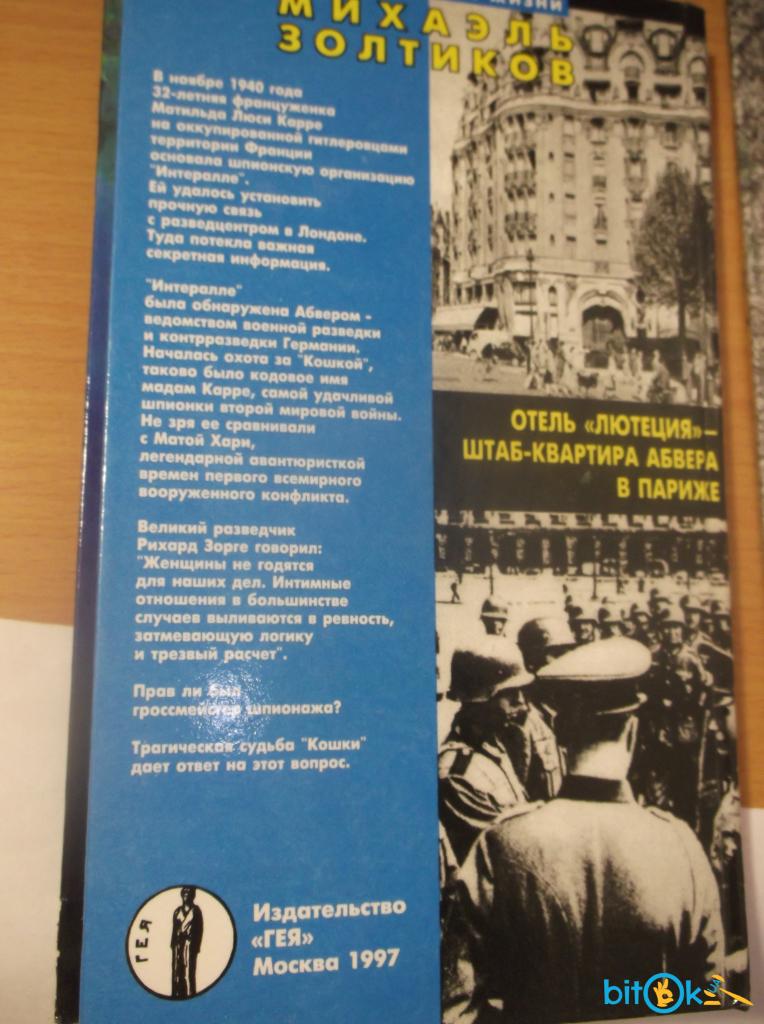 ЖИЗНИ
МИХАЭЛЬ
ЗОЛТИКОВ
В ноябре 1940 года
32-летняя француженка
Матильда Люси Карре
на оккупированной гитлеровцами
территории Франции
основала шпионскую организацию
"Интералле".
Ей удалось установить
прочную связь
с разведцентром в Лондоне.
Туда потекла важная
секретная информация.
"Интералле"
была обнаружена Абвером -
ведомством военной разведки
и контрразведки Германии.
Началась охота за "Кошкой",
таково было кодовое имя
мадам Карре, самой удачливой
шпионки второй мировой войны.
Не зря ее сравнивали
с Матой Хари,
легендарной авантюристкой
времен первого всемирного
вооруженного конфликта.
Великий разведчик
Рихард Зорге говорил:
"Женщины не годятся
для наших дел. Интимные
отношения в большинстве
случаев выливаются в ревность,
затмевающую логику
и трезвый расчет".
Прав ли был
гроссмейстер шпионажа?
Трагическая судьба "Кошки"
дает ответ на этот вопрос.
ОТЕЛЬ «ЛЮТЕЦИЯ» –
ШТАБ-КВАРТИРА АБВЕРА
В ПАРИЖЕ
ГЕЯ
Издательство
«ГЕЯ»
Москва 1997
bitOk